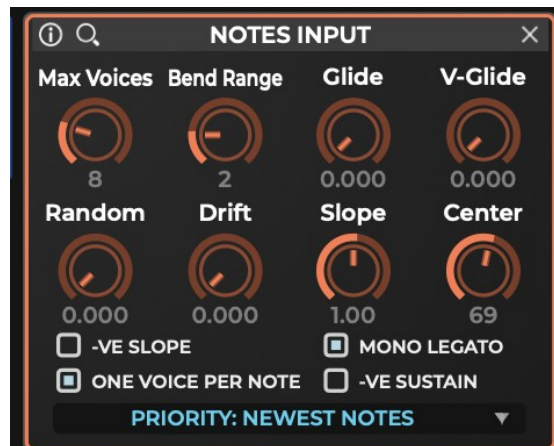 NOTES INPUT
Max Voices Bend Range Glide V-Glide
8 2 0.000 0.000
Random Drift Slope Center
0.000 0.000 1.00 69
-VE SLOPE MONO LEGATO
ONE VOICE PER NOTE -VE SUSTAIN
PRIORITY: NEWEST NOTES